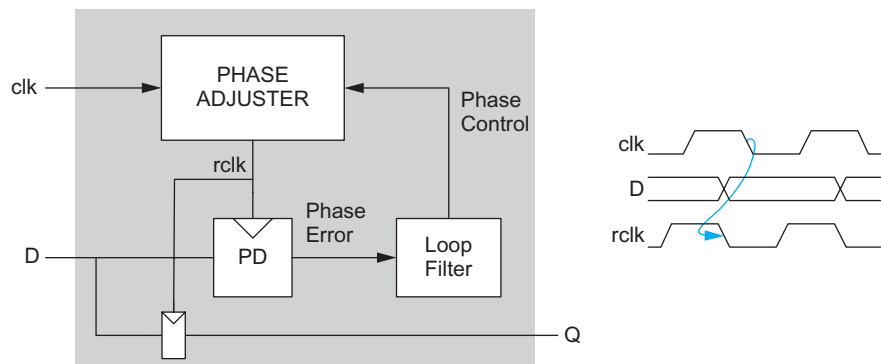 PHASE
ADJUSTER
clk
Phase
Control
rclk
Phase
Error
D
PD
Loop
Filter
Q
clk
D
rclk